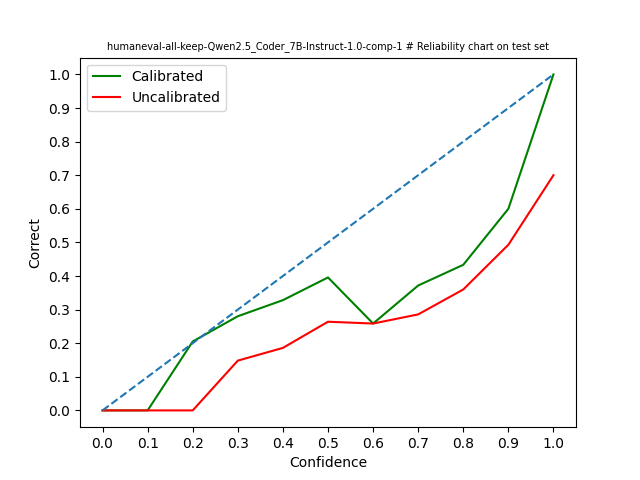 humaneval-all-keep-Qwen2.5_Coder_7B-Instruct-1.0-comp-1 # Reliability chart on test set
Calibrated
Uncalibrated
1.0
0.9
0.8
0.7
0.6
0.5
0.4
0.3
0.2
0.1
0.0
Correct
0.0 0.1 0.2 0.3 0.4 0.5 0.6 0.7 0.8 0.9 1.0
Confidence